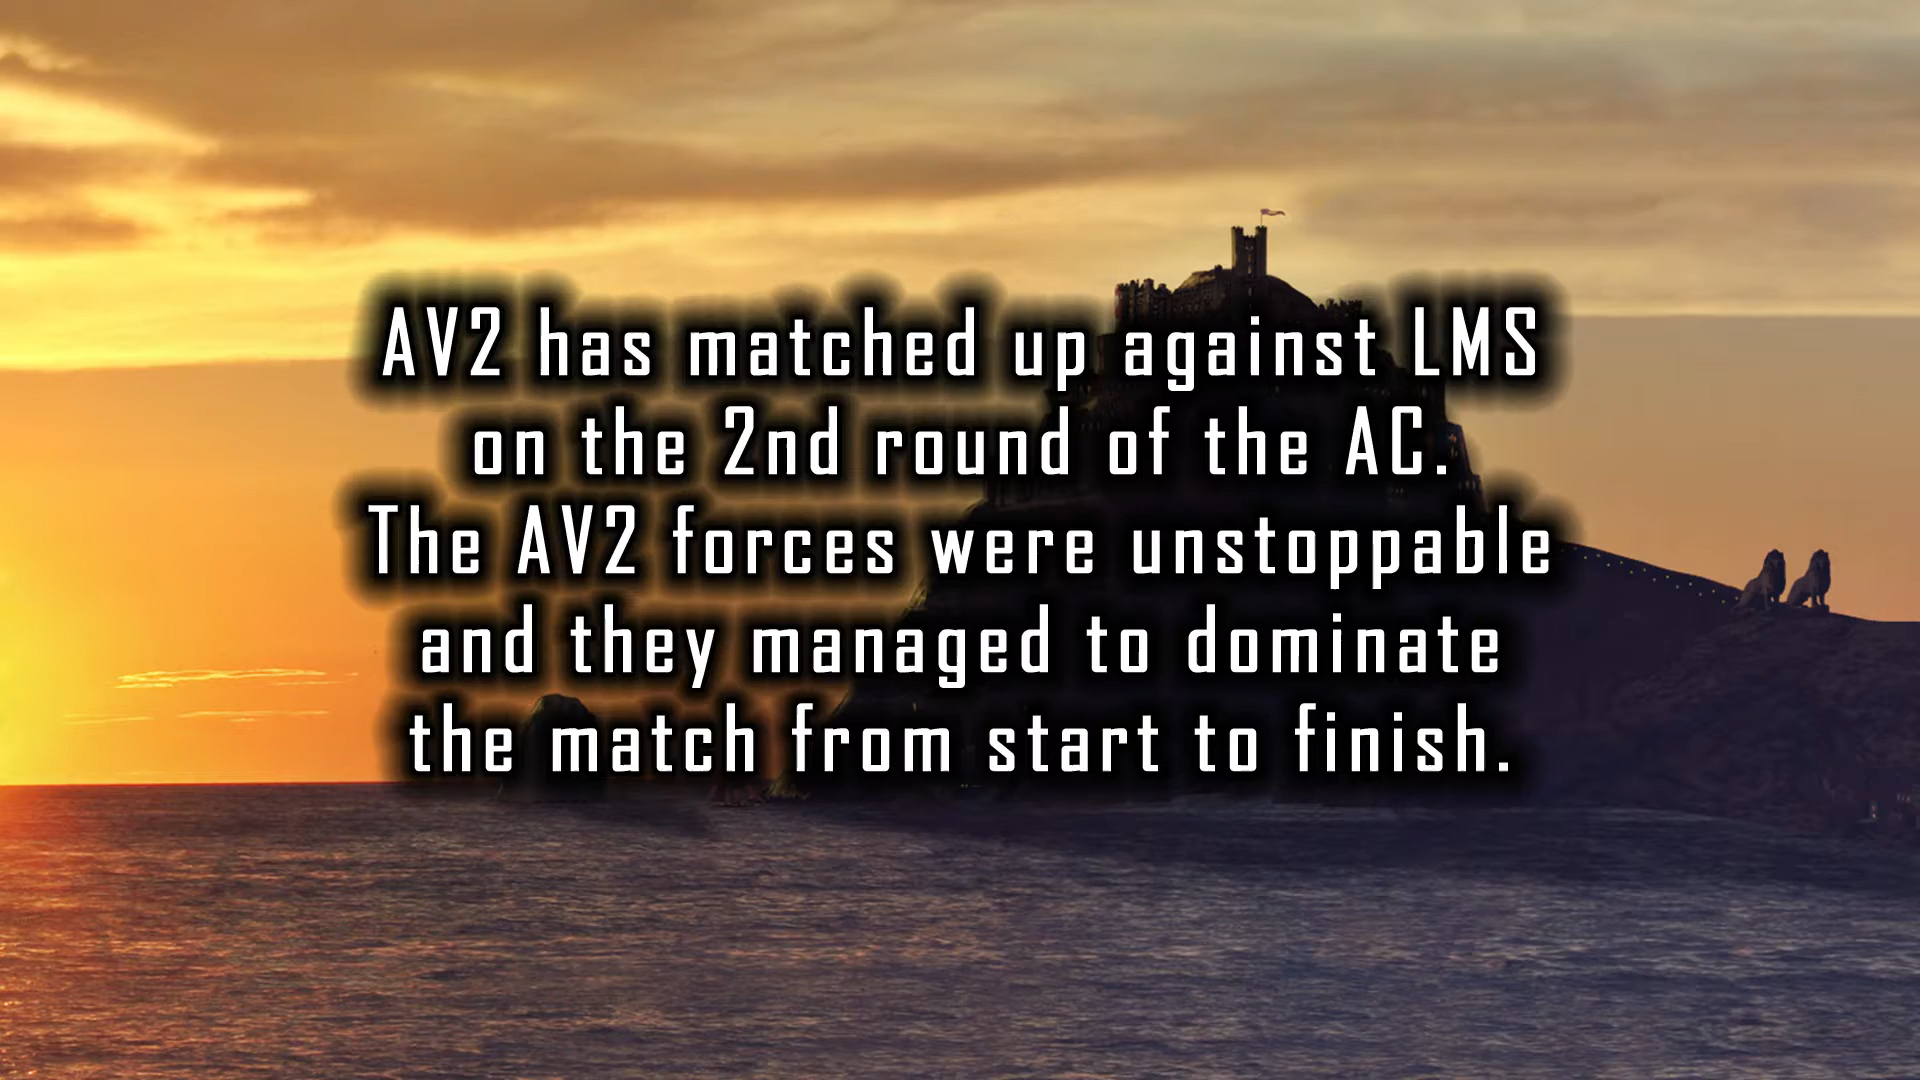 AV2 has matched up against LMS
on the 2nd round of the AC.
The AV2 forces were unstoppable
and they managed to dominate
the match from start to finish.